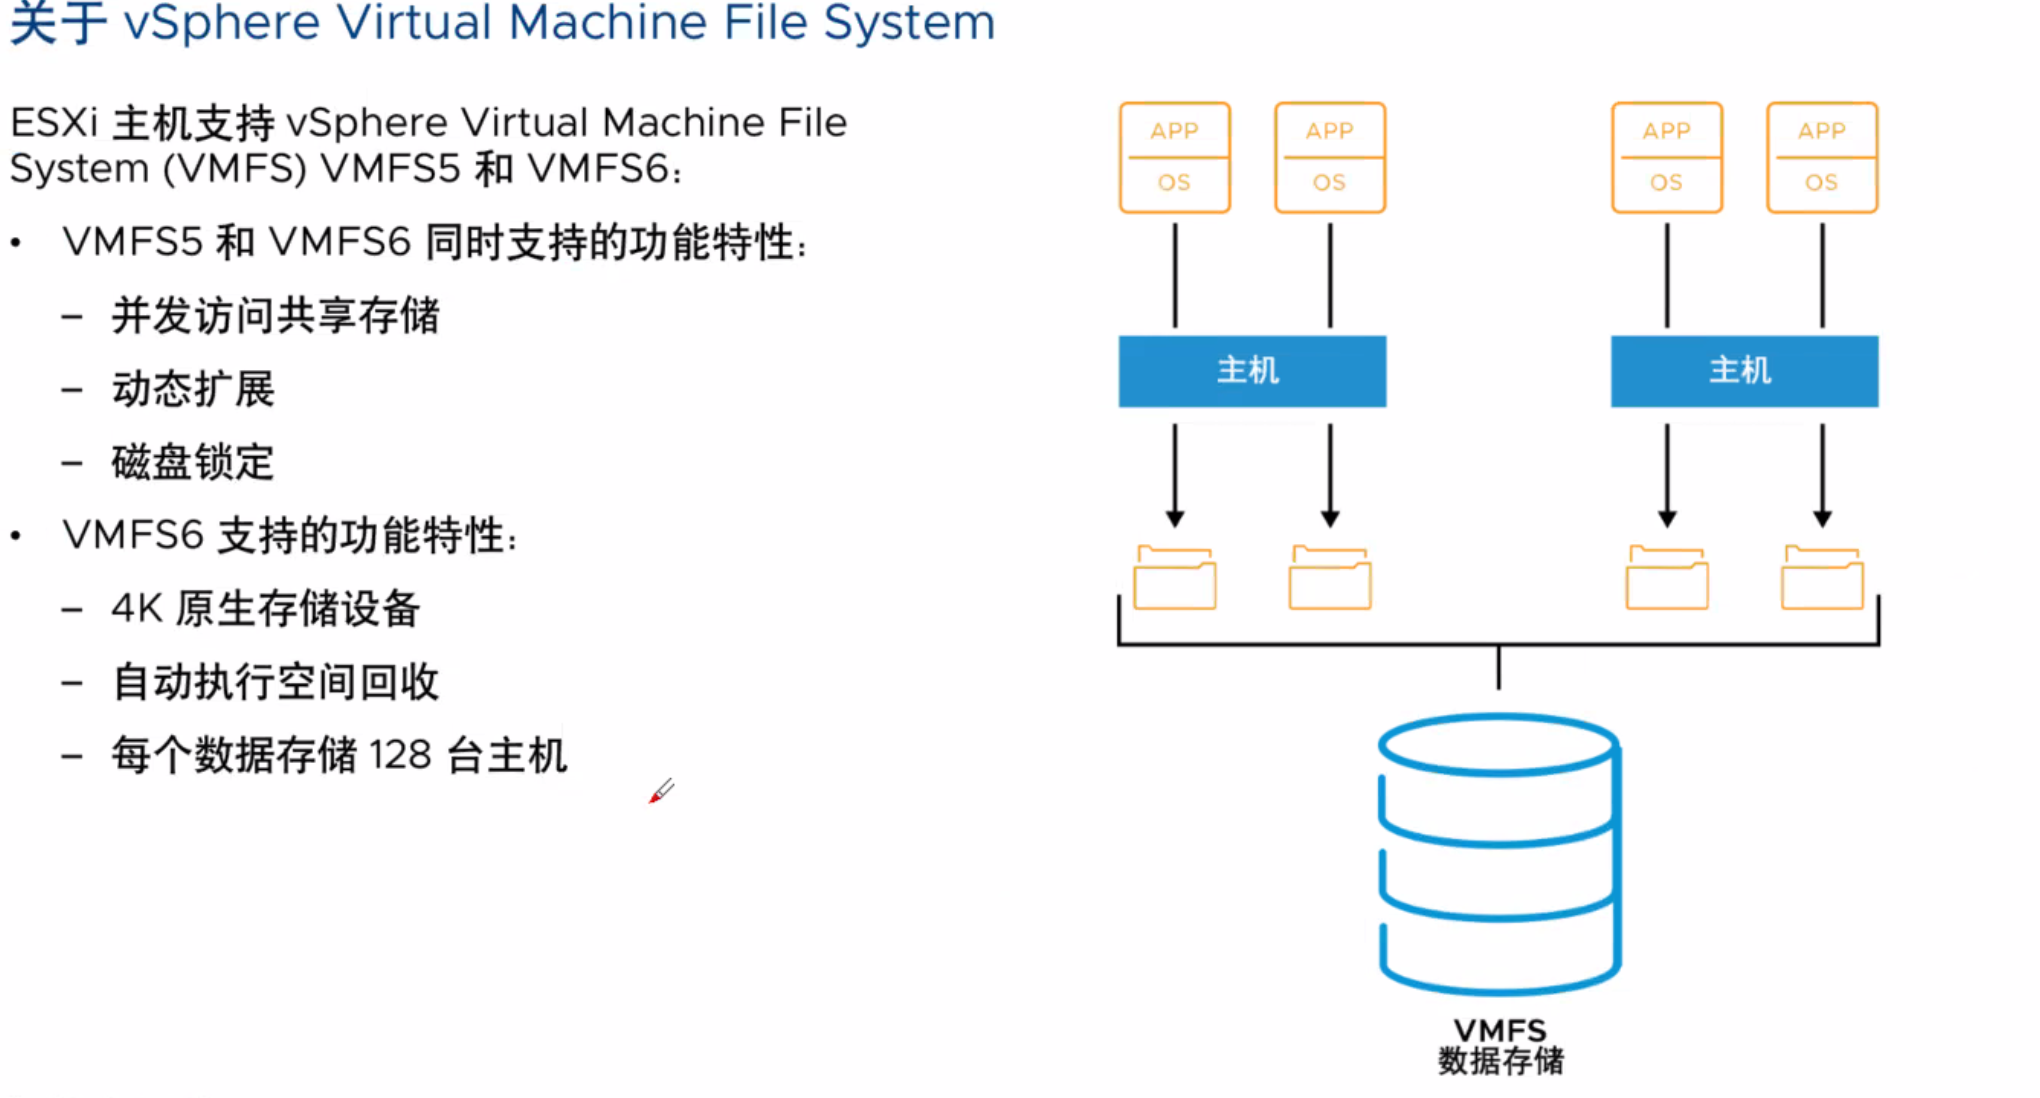 关于 vSphere Virtual Machine File System
ESXi 主机支持 vSphere Virtual Machine File
System (VMFS) VMFS5 和 VMFS6：
• VMFS5 和 VMFS6 同时支持的功能特性：
– 并发访问共享存储
– 动态扩展
– 磁盘锁定
• VMFS6 支持的功能特性：
– 4K 原生存储设备
– 自动执行空间回收
– 每个数据存储 128 台主机
APP
OS
APP
OS
APP
OS
APP
OS
主机
主机
VMFS
数据存储